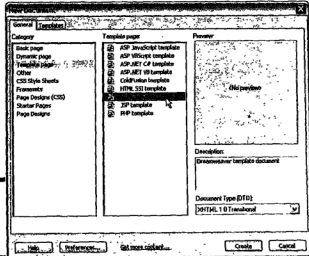 New Document
General Templates
Category:
Basic page
Dynamic page
Template page
Other
CSS Style Sheets
Framesets
Page Designs (CSS)
Starter Pages
Page Designs
Template page:
ASP JavaScript template
ASP VBScript template
ASP.NET C# template
ASP.NET VB template
ColdFusion template
HTML SSI template
JSP template
PHP template
Preview:
(No preview)
Description:
Dreamweaver template document
Document Type (DTD):
XHTML 1.0 Transitional
Help
Preferences...
Get more content...
Create
Cancel